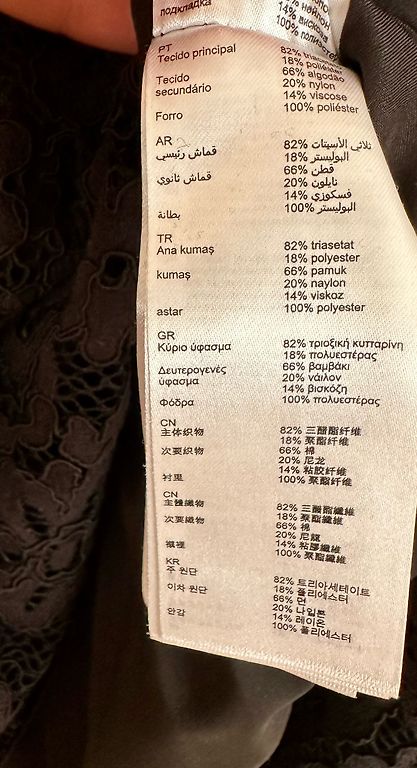 подкладка
14% вискоза
100% полиэстер
PT
Tecido principal 82%
18% poliéster
Tecido secundário 66% algodão
20% nylon
14% viscose
Forro 100% poliéster
AR
قماش رئيسي 82% ثلاثي الأسيتات
18% البوليستر
قماش ثانوي 66% قطن
20% نايلون
14% فسكوزي
بطانة 100% البوليستر
TR
Ana kumaş 82% triasetat
18% polyester
kumaş 66% pamuk
20% naylon
14% viskoz
astar 100% polyester
GR
Κύριο ύφασμα 82% τριοξική κυτταρίνη
18% πολυεστέρας
Δευτερογενές ύφασμα 66% βαμβάκι
20% νάιλον
14% βισκόζη
Φόδρα 100% πολυεστέρας
CN
主体织物 82% 三醋酯纤维
18% 聚酯纤维
次要织物 66% 棉
20% 尼龙
14% 粘胶纤维
衬里 100% 聚酯纤维
CN
主體織物 82% 三醋酯纖維
18% 聚酯纖維
次要織物 66% 棉
20% 尼龍
14% 粘膠纖維
襯裡 100% 聚酯纖維
KR
주 원단 82% 트리아세테이트
18% 폴리에스터
이차 원단 66% 면
20% 나일론
14% 레이온
안감 100% 폴리에스터